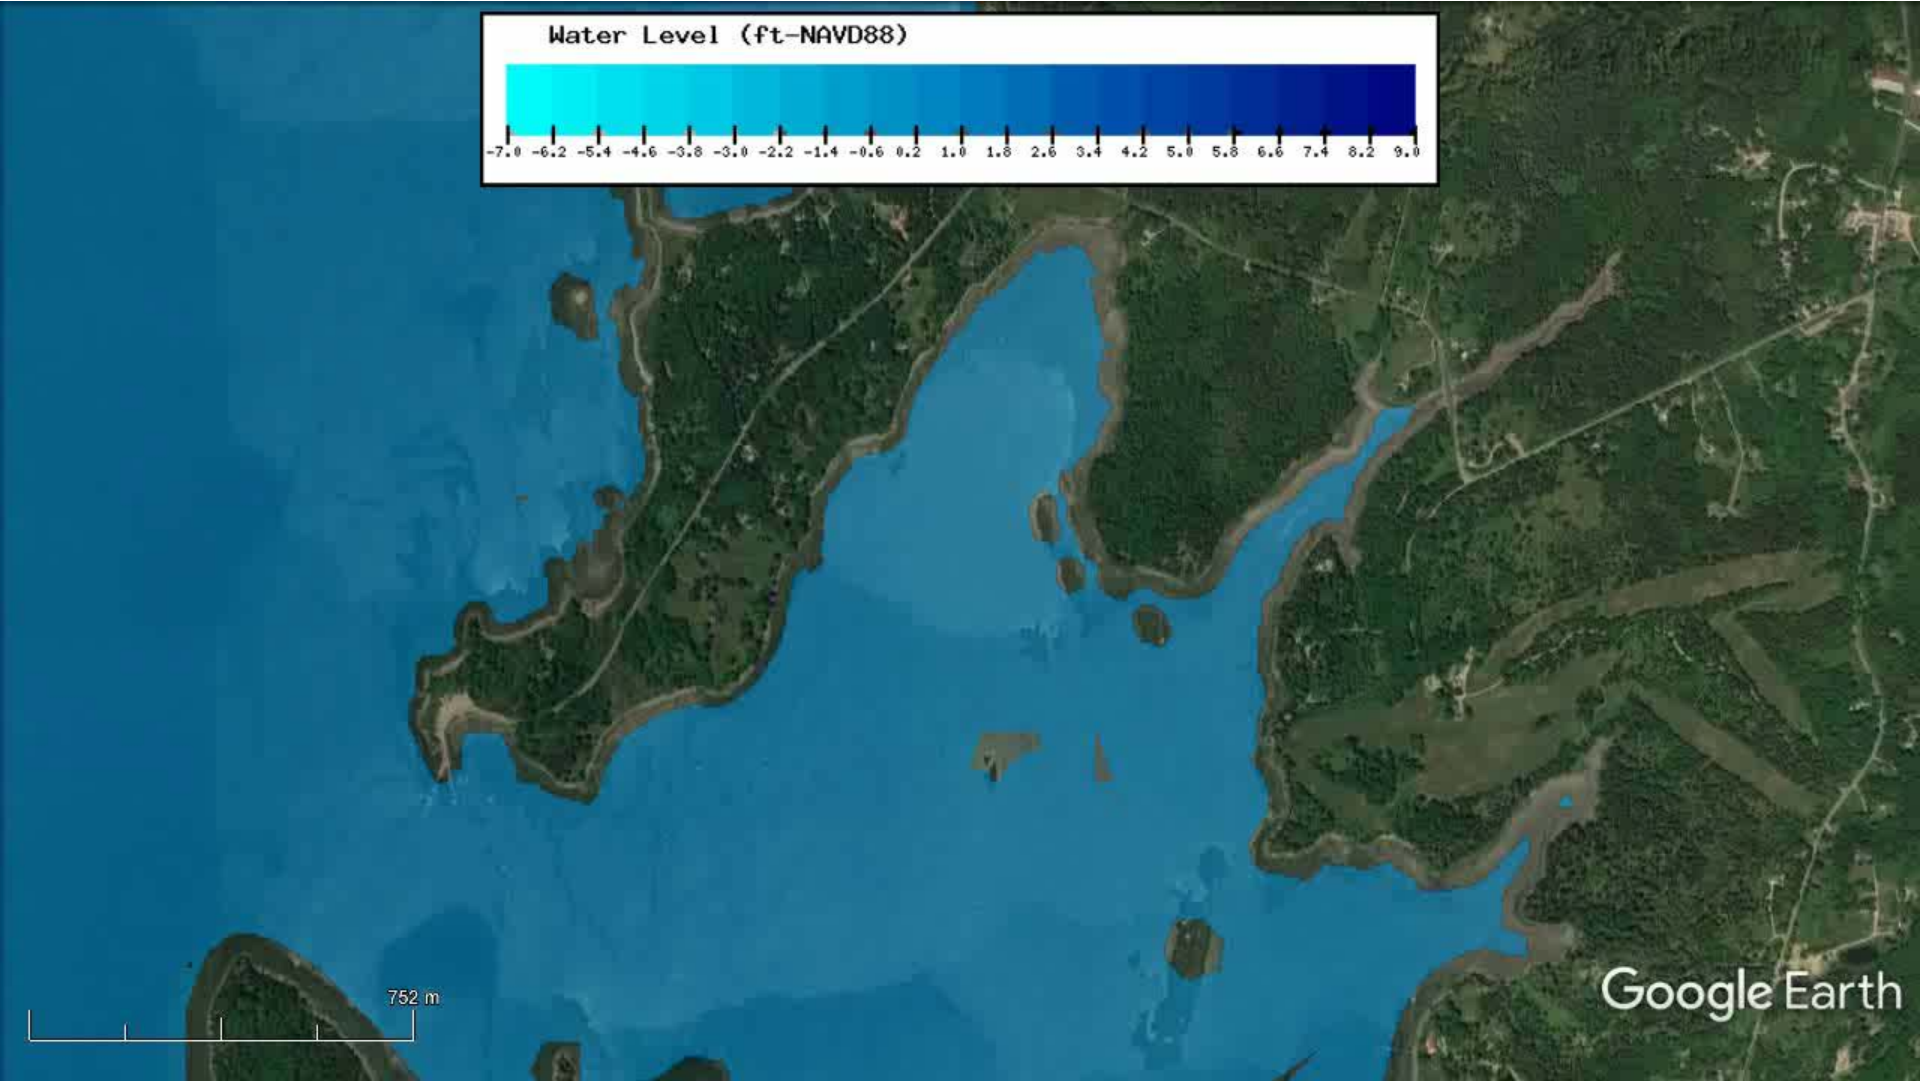 Water Level (ft-NAVD88)
-7.0 -6.2 -5.4 -4.6 -3.8 -3.0 -2.2 -1.4 -0.6 0.2 1.0 1.8 2.6 3.4 4.2 5.0 5.8 6.6 7.4 8.2 9.0
752 m
Google Earth